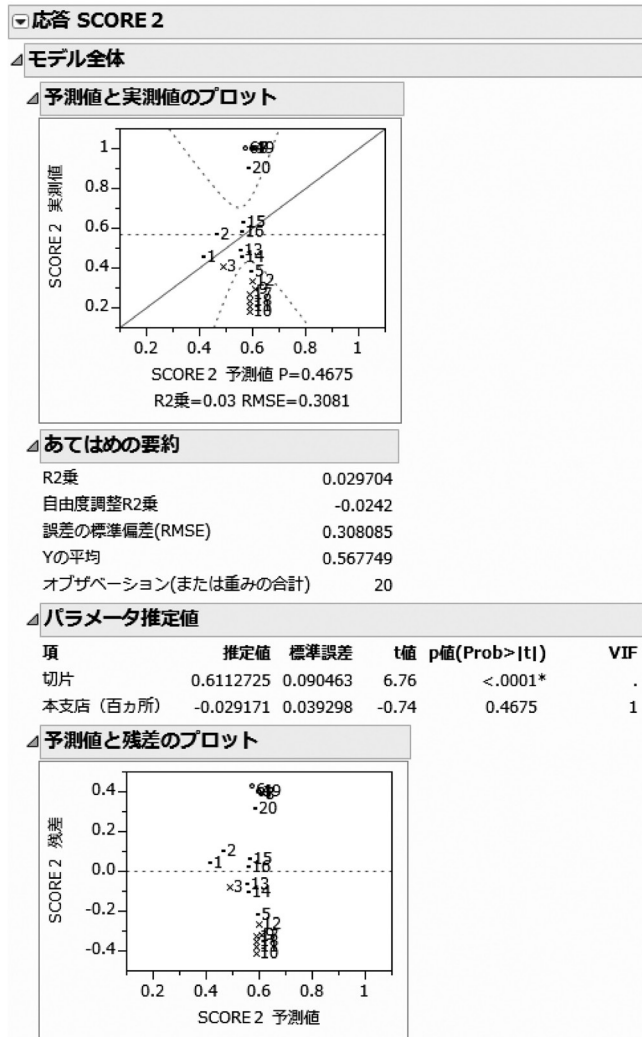 応答 SCORE 2
モデル全体
予測値と実測値のプロット
SCORE 2 実測値
1
0.8
0.6
0.4
0.2
20
15
2
16
13
1
14
3
5
12
10
0.2 0.4 0.6 0.8 1
SCORE 2 予測値 P=0.4675
R2乗=0.03 RMSE=0.3081
あてはめの要約
R2乗 0.029704
自由度調整R2乗 -0.0242
誤差の標準偏差(RMSE) 0.308085
Yの平均 0.567749
オブザベーション(または重みの合計) 20
パラメータ推定値
項 推定値 標準誤差 t値 p値(Prob>|t|) VIF
切片 0.6112725 0.090463 6.76 <.0001* .
本支店（百ヵ所） -0.029171 0.039298 -0.74 0.4675 1
予測値と残差のプロット
SCORE 2 残差
0.4
0.2
0.0
-0.2
-0.4
20
2
15
1
16
3
13
14
5
12
10
0.2 0.4 0.6 0.8 1
SCORE 2 予測値